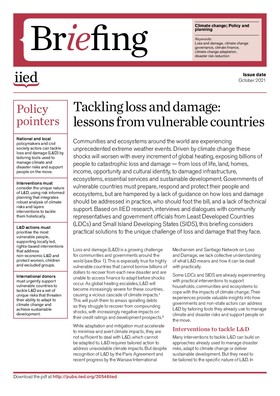 Briefing
Climate change; Policy and
planning
Keywords:
Loss and damage, climate change
governance, climate finance,
climate change adaptation,
disaster risk reduction
iied
Issue date
October 2021
Policy
pointers
National and local
policymakers and civil
society actors can tackle
loss and damage (L&D) by
tailoring tools used to
manage climate and
disaster risks and support
people on the move.
Interventions must
consider the unique nature
of L&D, using risk informed
planning that integrates
robust analysis of climate
risks and layers
interventions to tackle
them holistically.
L&D actions must
prioritise the most
vulnerable people,
supporting locally led,
rights-based interventions
that address
non-economic L&D and
protect women, children
and excluded groups.
International donors
must urgently support
vulnerable countries to
tackle L&D as a set of
unique risks that threaten
their ability to adapt to
climate change and
achieve sustainable
development.
Tackling loss and damage:
lessons from vulnerable countries
Communities and ecosystems around the world are experiencing
unprecedented extreme weather events. Driven by climate change these
shocks will worsen with every increment of global heating, exposing billions of
people to catastrophic loss and damage — from loss of life, land, homes,
income, opportunity and cultural identity, to damaged infrastructure,
ecosystems, essential services and sustainable development. Governments of
vulnerable countries must prepare, respond and protect their people and
ecosystems, but are hampered by a lack of guidance on how loss and damage
should be addressed in practice, who should foot the bill, and a lack of technical
support. Based on IIED research, interviews and dialogues with community
representatives and government officials from Least Developed Countries
(LDCs) and Small Island Developing States (SIDS), this briefing considers
practical solutions to the unique challenges of loss and damage that they face.
Loss and damage (L&D) is a growing challenge
for communities and governments around the
world (see Box 1). This is especially true for highly
vulnerable countries that cannot borrow billions of
dollars to recover from each new disaster and are
unable to access finance to adapt before shocks
occur. As global heating escalates, L&D will
become increasingly severe for these countries,
causing a vicious cascade of climate impacts.¹
This will push them to amass spiralling debts
as they struggle to recover from compounding
shocks, with increasingly negative impacts on
their credit ratings and development prospects.²
While adaptation and mitigation must accelerate
to minimise and avert climate impacts, they are
not sufficient to deal with L&D, which cannot
be adapted to. L&D required tailored action to
address unavoidable climate impacts. But despite
recognition of L&D by the Paris Agreement and
recent progress by the Warsaw International
Mechanism and Santiago Network on Loss
and Damage, we lack collective understanding
of what L&D means and how it can be dealt
with practically.
Some LDCs and SIDS are already experimenting
with practical interventions to support
households, communities and ecosystems to
cope with the impacts of climate change. Their
experiences provide valuable insights into how
governments and non-state actors can address
L&D by tailoring tools they already use to manage
climate and disaster risks and support people on
the move.
Interventions to tackle L&D
Many interventions to tackle L&D can build on
approaches already used to manage disaster
risks, adapt to climate change or deliver
sustainable development. But they need to
be tailored to the specific nature of L&D. In
Download the pdf at http://pubs.iied.org/20546iied